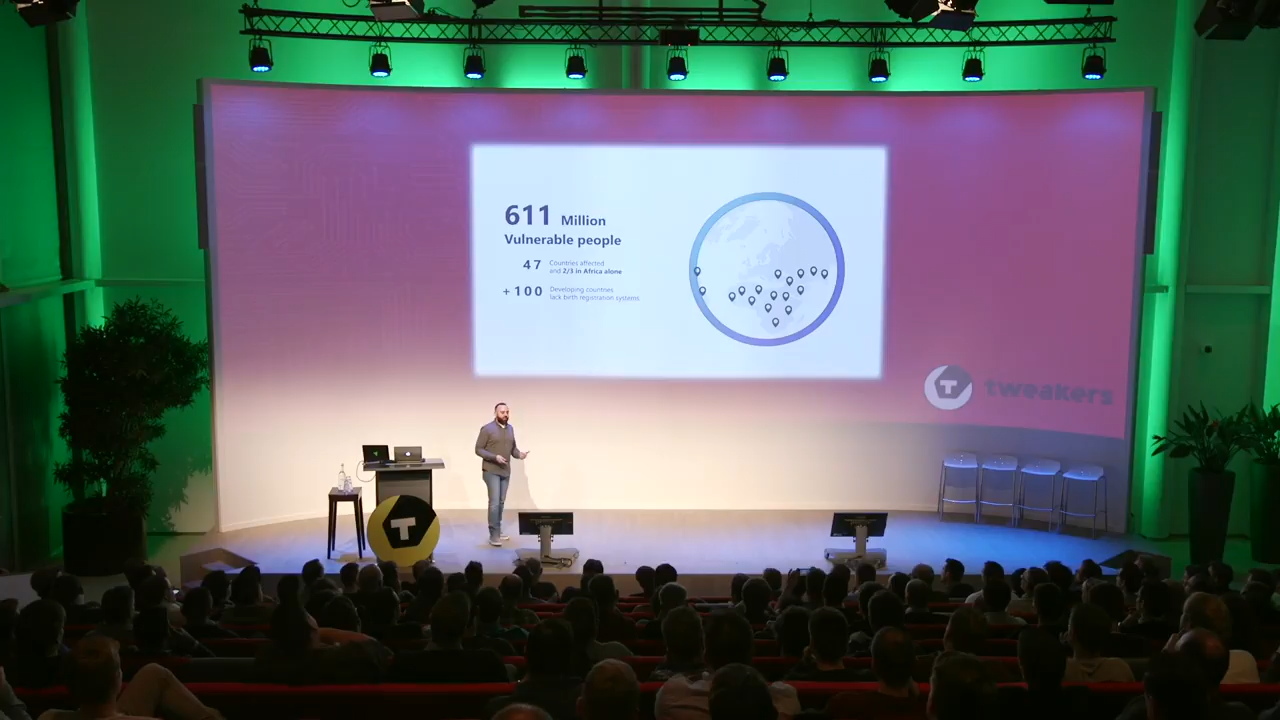 611 Million
Vulnerable people
47 Countries affected
and 2/3 in Africa alone
+100 Developing countries
lack birth registration systems
T tweakers
T